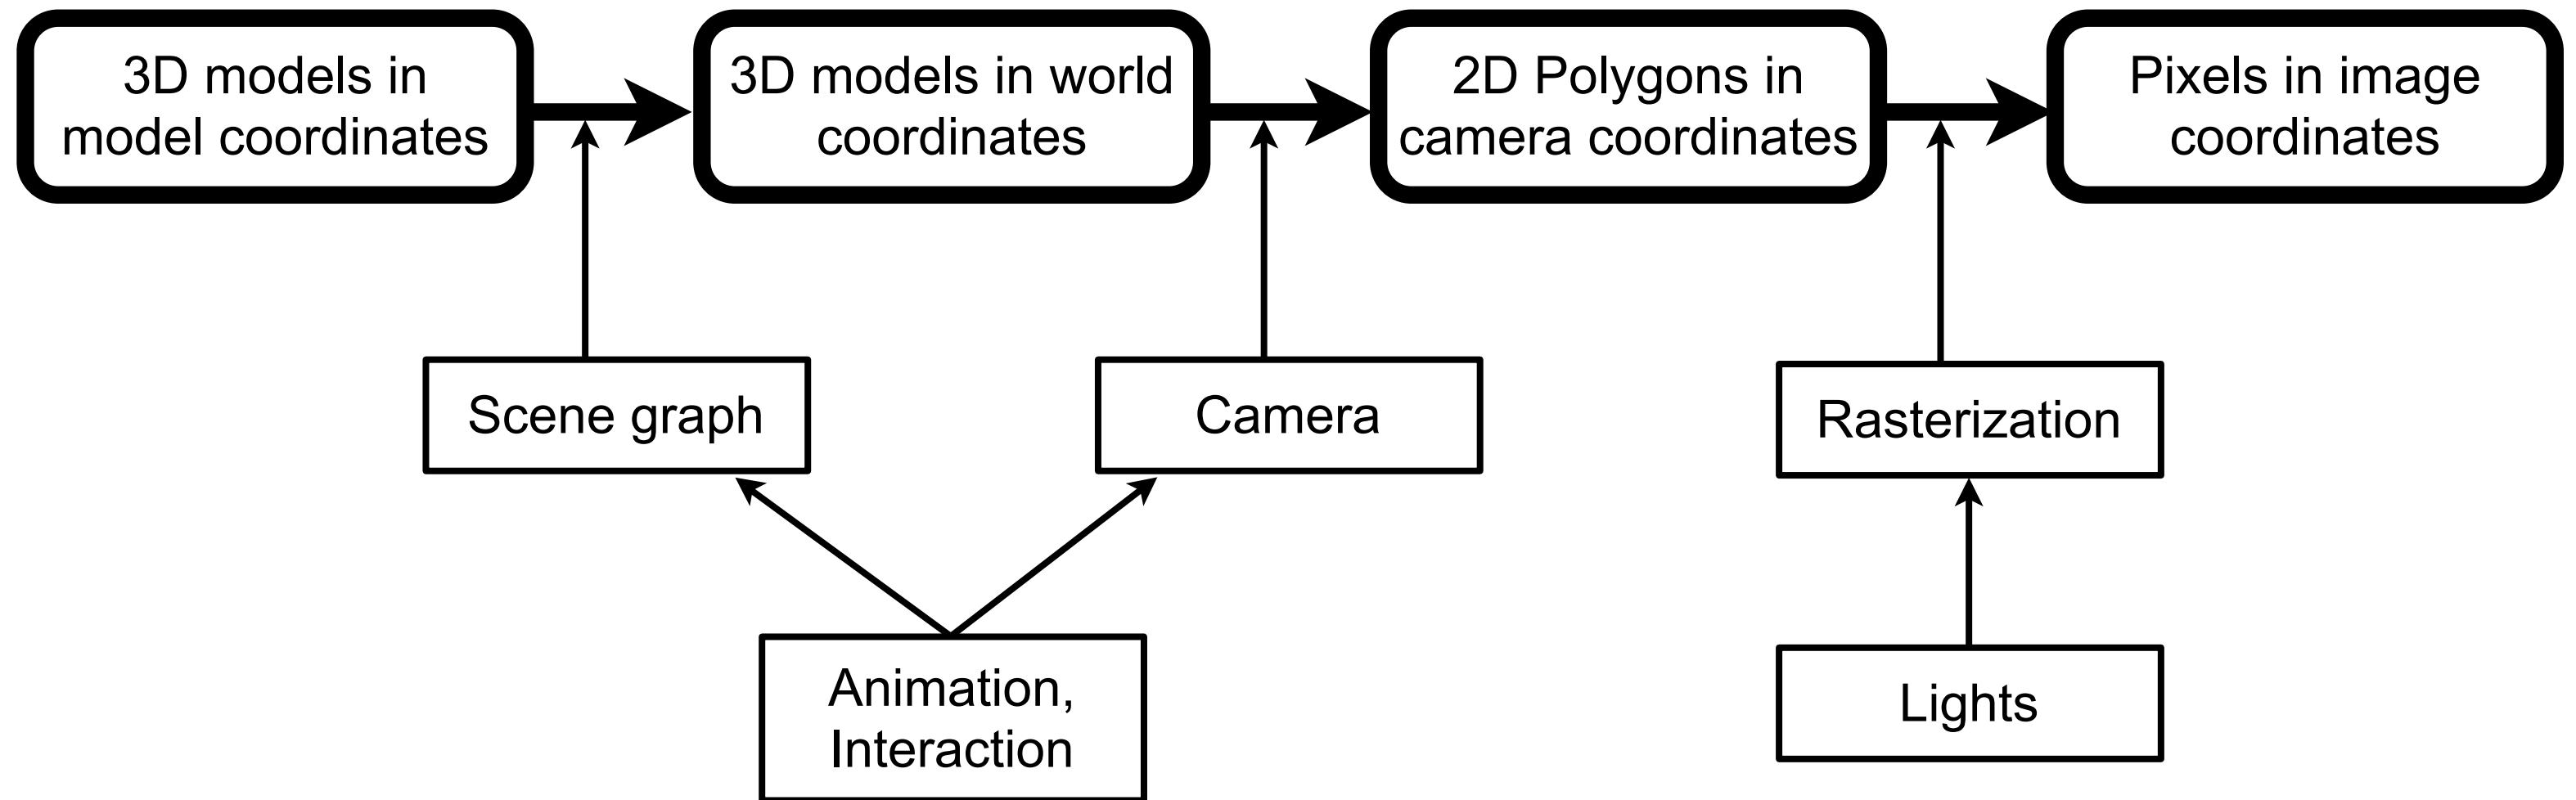 3D models in
model coordinates
3D models in world
coordinates
2D Polygons in
camera coordinates
Pixels in image
coordinates
Scene graph
Camera
Rasterization
Animation,
Interaction
Lights